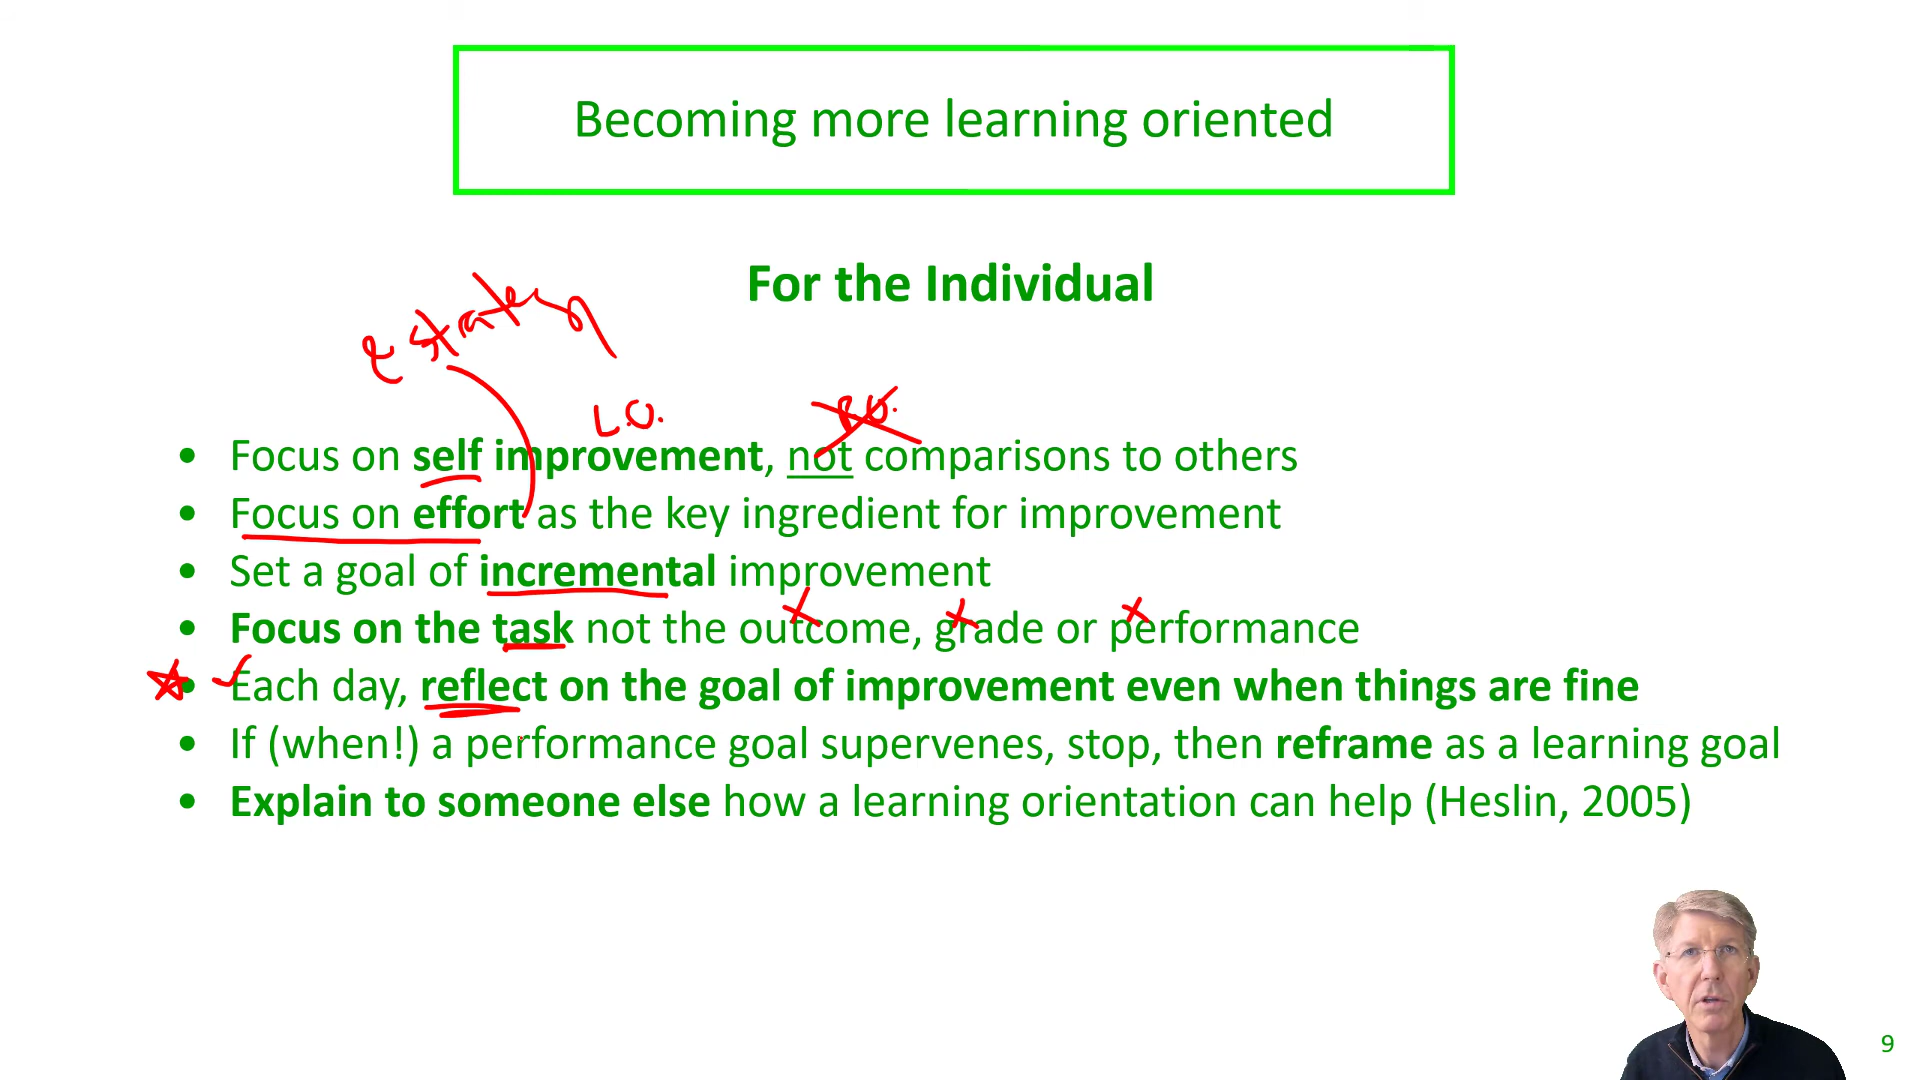 Becoming more learning oriented
For the Individual
& strategy
L.O. P.O.
• Focus on self improvement, not comparisons to others
• Focus on effort as the key ingredient for improvement
• Set a goal of incremental improvement
• Focus on the task not the outcome, grade or performance
• Each day, reflect on the goal of improvement even when things are fine
• If (when!) a performance goal supervenes, stop, then reframe as a learning goal
• Explain to someone else how a learning orientation can help (Heslin, 2005)
9